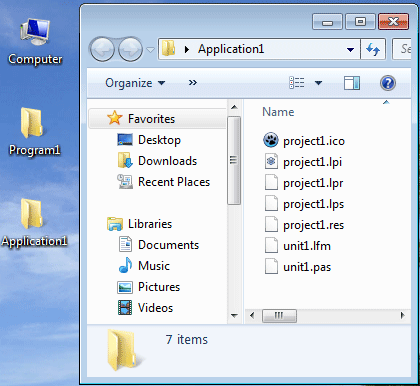 Computer
Program1
Application1
Application1
Se
Organize
»
Name
Favorites
Desktop
Downloads
Recent Places
Libraries
Documents
Music
Pictures
Videos
project1.ico
project1.lpi
project1.lpr
project1.lps
project1.res
unit1.lfm
unit1.pas
7 items